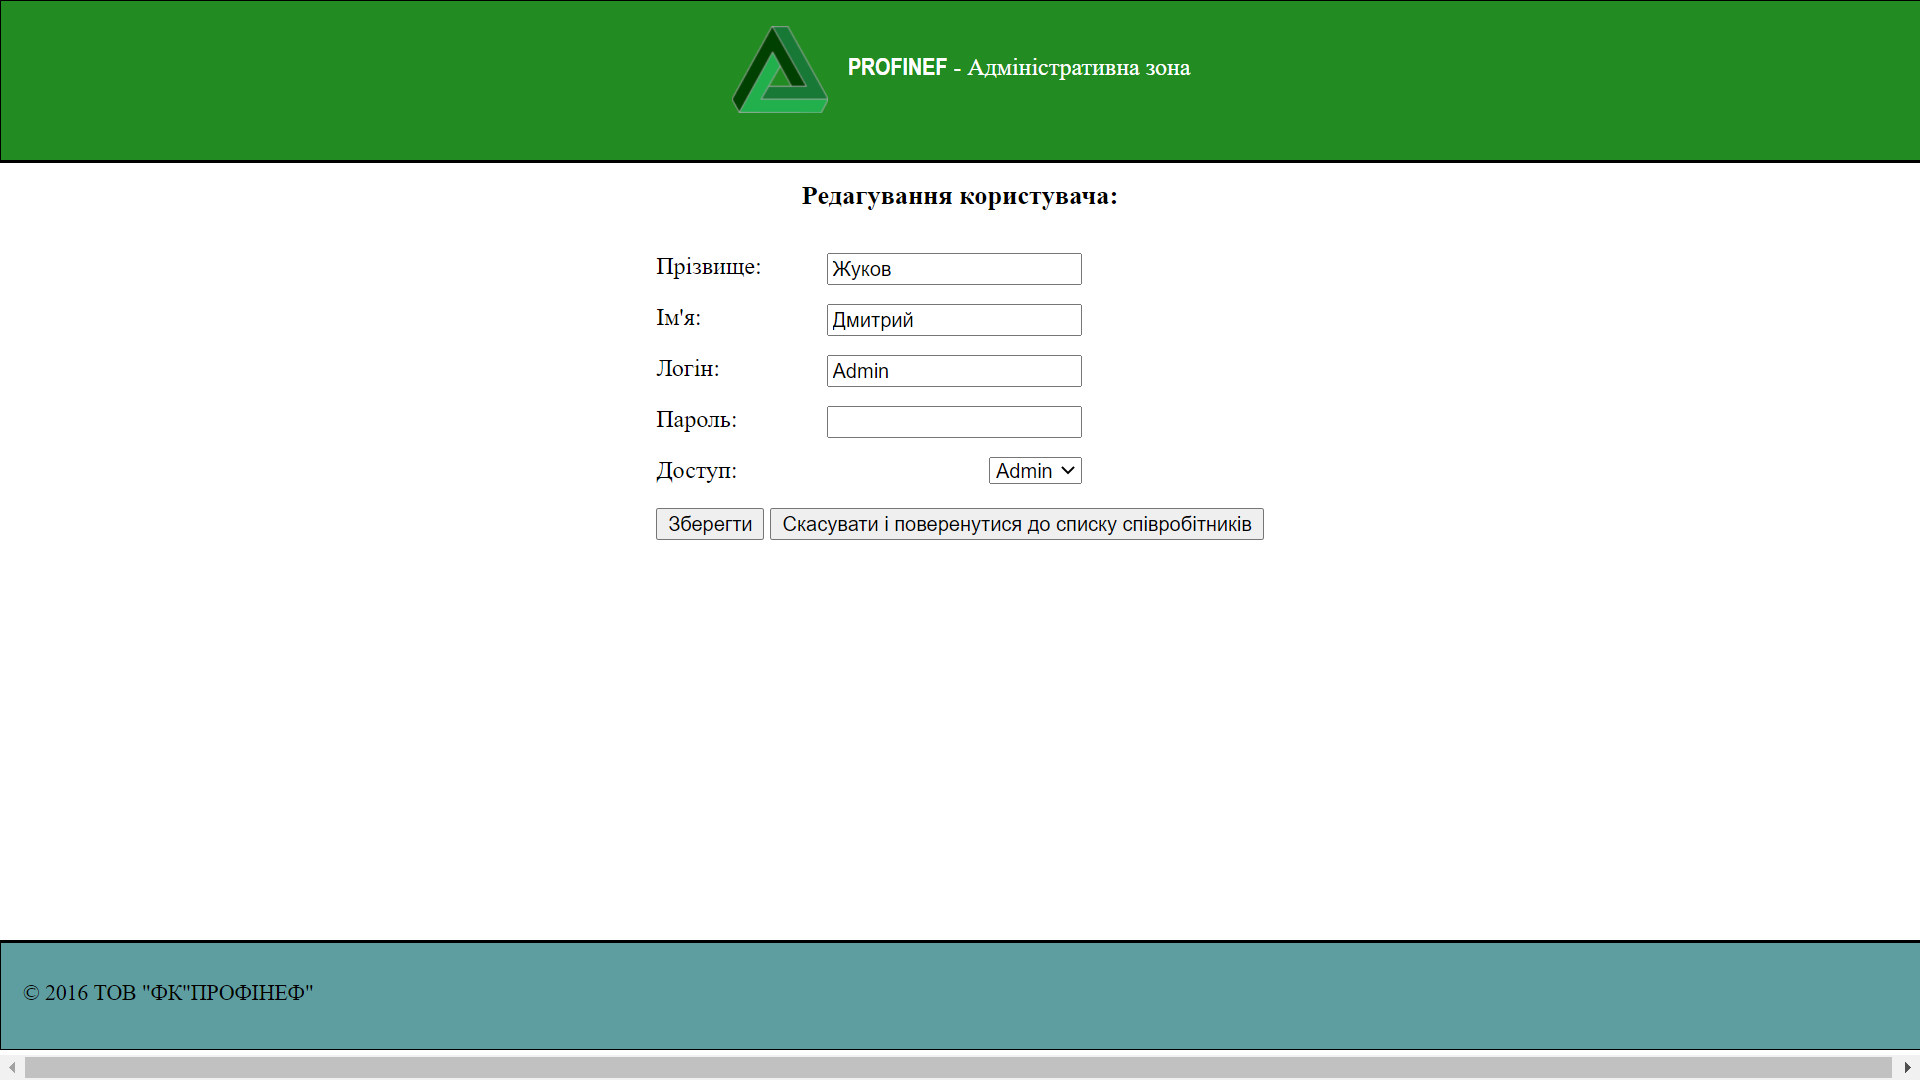 PROFINEF - Адміністративна зона
Редагування користувача:
Прізвище: Жуков
Ім'я: Дмитрий
Логін: Admin
Пароль:
Доступ: Admin
Зберегти Скасувати і поверенутися до списку співробітників
© 2016 ТОВ "ФК"ПРОФІНЕФ"